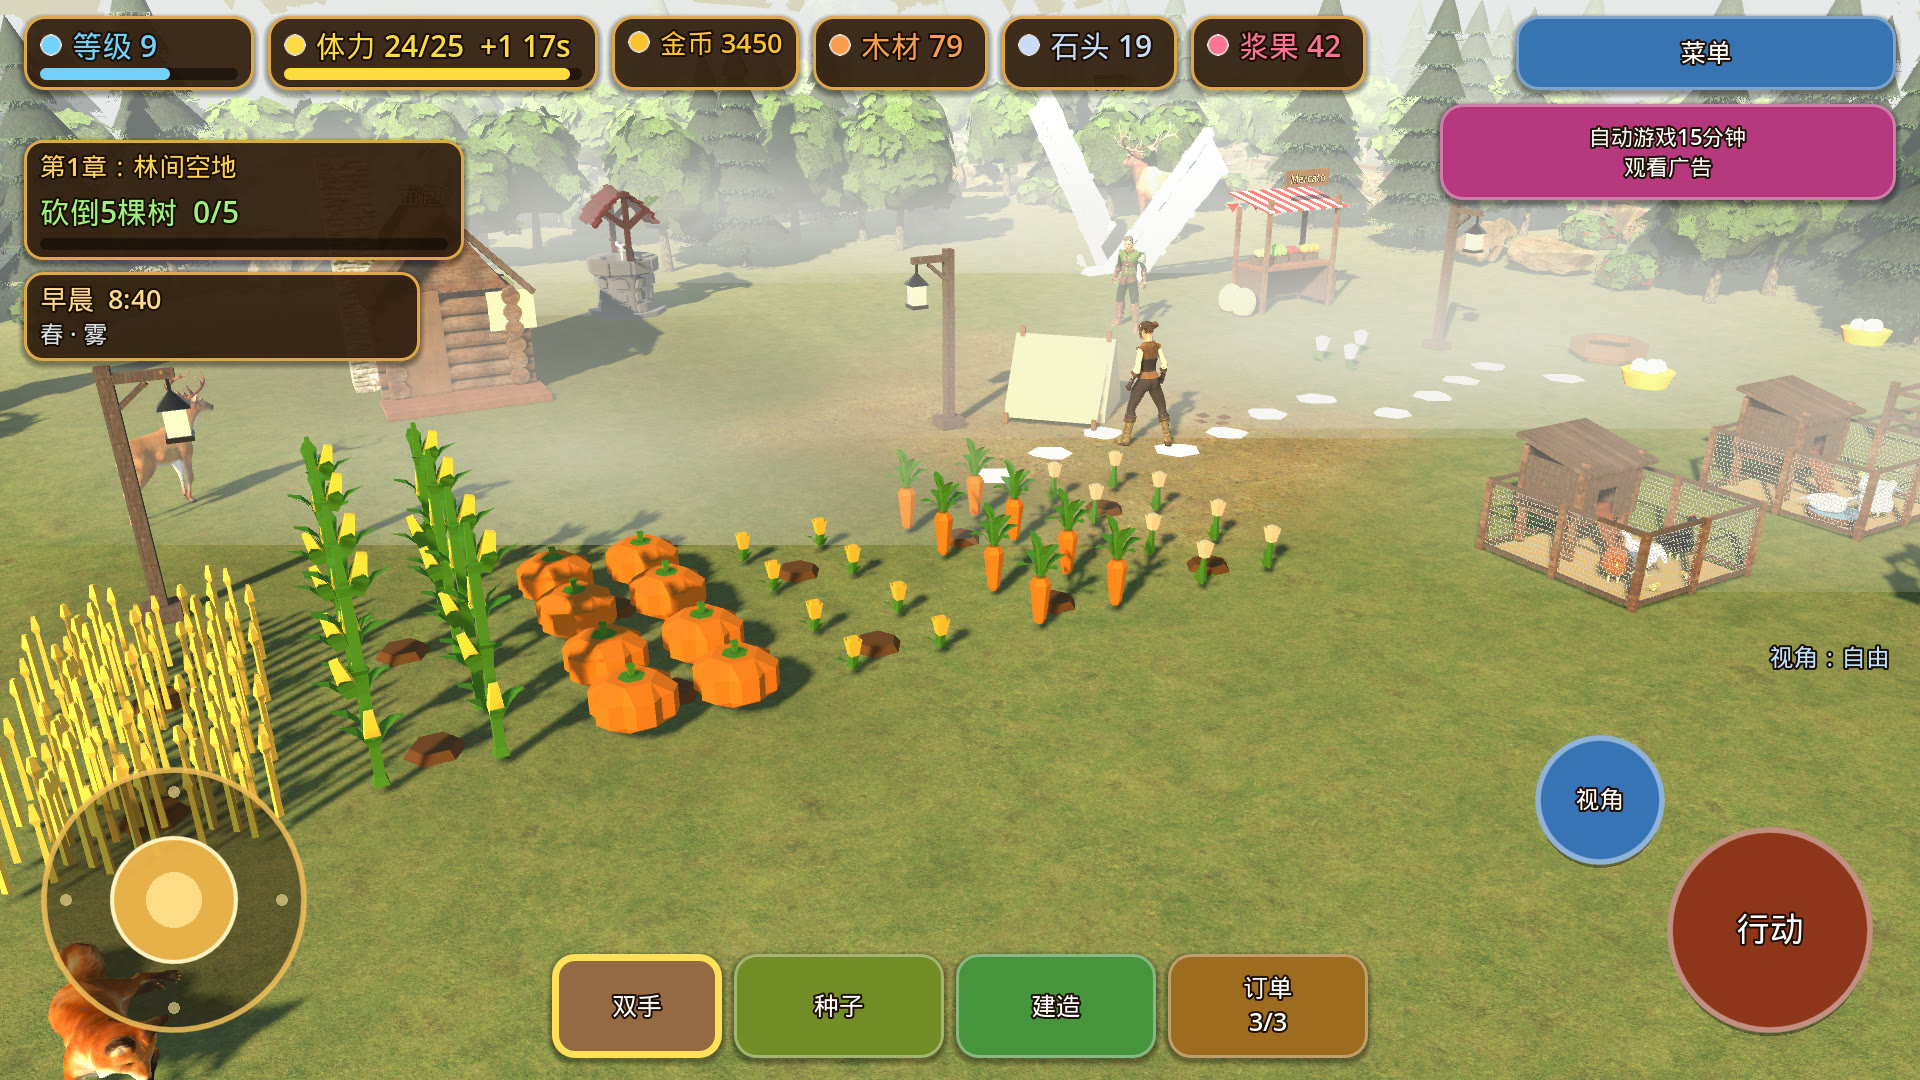 等级 9
体力 24/25 +1 17s
金币 3450
木材 79
石头 19
浆果 42
菜单
自动游戏15分钟
观看广告
第1章：林间空地
砍倒5棵树 0/5
早晨 8:40
春 · 雾
Mercato
视角：自由
视角
行动
双手
种子
建造
订单
3/3